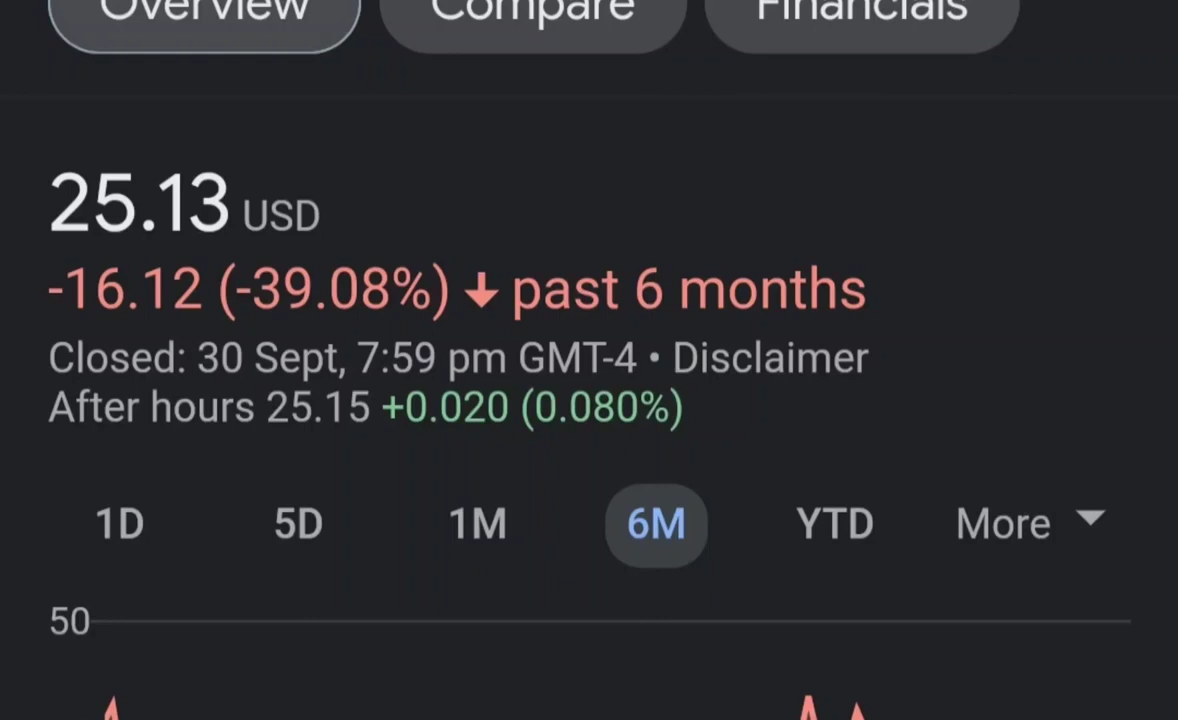 Overview Compare Financials
25.13 USD
-16.12 (-39.08%) ↓ past 6 months
Closed: 30 Sept, 7:59 pm GMT-4 • Disclaimer
After hours 25.15 +0.020 (0.080%)
1D 5D 1M 6M YTD More
50